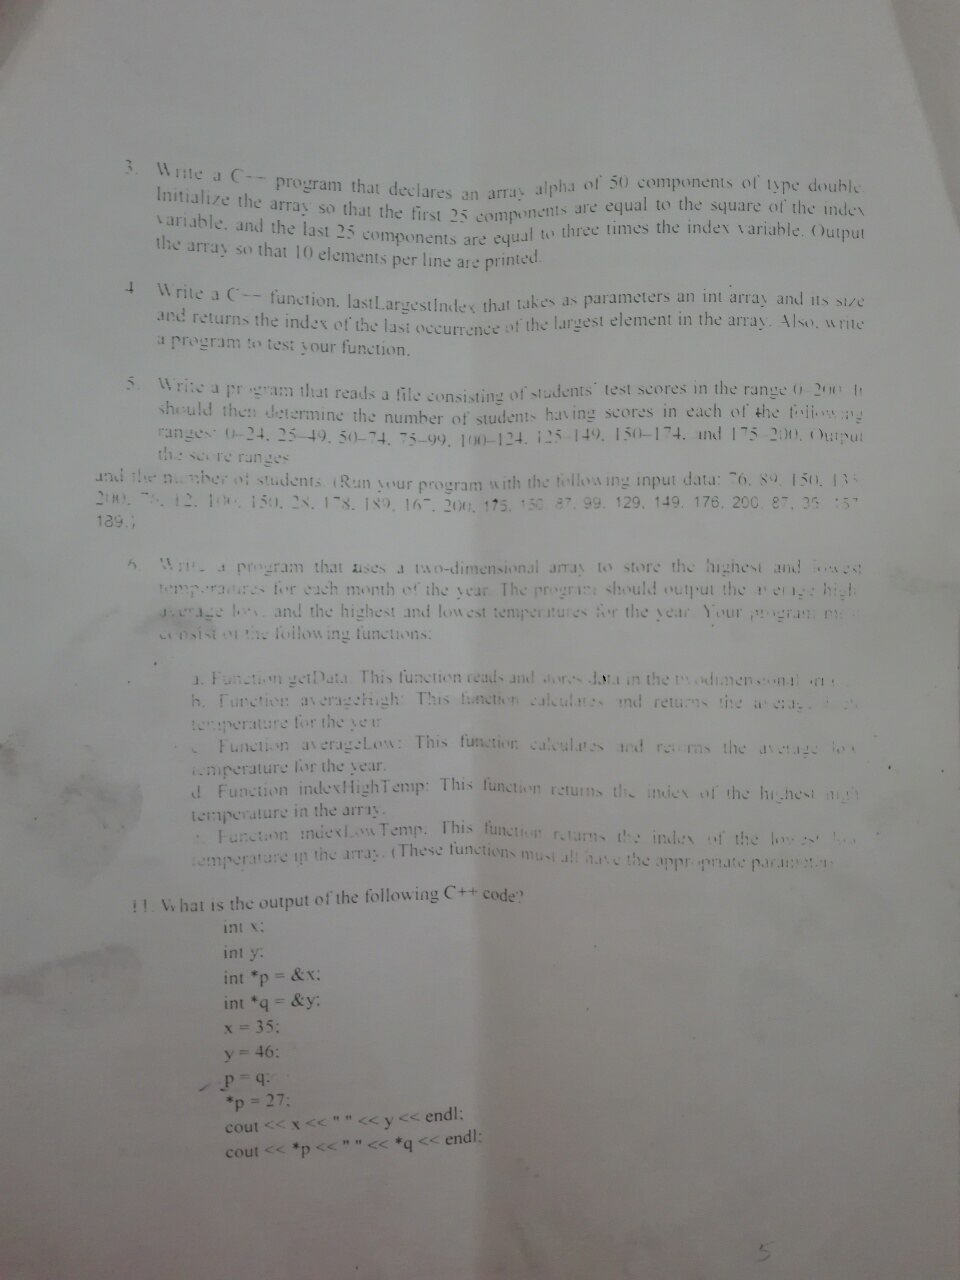 3. Write a C-- program that declares an array alpha of 50 components of type double.
Initialize the array so that the first 25 components are equal to the square of the index
variable, and the last 25 components are equal to three times the index variable. Output
the array so that 10 elements per line are printed.
4 Write a C-- function, lastLargestIndex that takes as parameters an int array and its size
and returns the index of the last occurrence of the largest element in the array. Also, write
a program to test your function.
5. Write a program that reads a file consisting of students' test scores in the range 0-200 It
should then determine the number of students having scores in each of the following
ranges: 0-24, 25-49, 50-74, 75-99, 100-124, 125-149, 150-174, and 175-200. Output
the score ranges
and the number of students. (Run your program with the following input data: 76, 89, 150,
12, 100, 150, 28, 178, 189, 167, 200, 175, 150, 87, 99, 129, 149, 176, 200, 87, 35,
189.)
6. Write a program that uses a two-dimensional array to store the highest and lowest
temperatures for each month of the year. The program should output the average high
average low, and the highest and lowest temperatures for the year. Your program
consist of the following functions:
a. Function getData: This function reads and stores data in the twodimensional
b. Function averageHigh: This function calculates and returns the average
temperature for the year
Function averageLow: This function calculates and returns the average low
temperature for the year.
d. Function indexHighTemp: This function returns the index of the highest high
temperature in the array.
Function indexLowTemp: This function returns the index of the lowest low
temperature in the array. (These functions must all have the appropriate parameters
11. What is the output of the following C++ code?
int x;
int y;
int *p = &x;
int *q = &y;
x = 35;
y = 46;
p = q;
*p = 27;
cout << x << " " << y << endl;
cout << *p << " " << *q << endl;
5